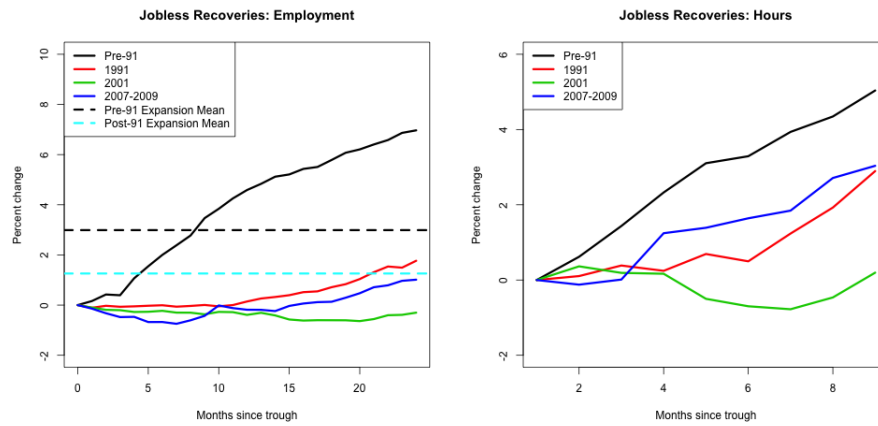 Jobless Recoveries: Employment
Pre-91
1991
2001
2007-2009
Pre-91 Expansion Mean
Post-91 Expansion Mean
Percent change
10
8
6
4
2
0
-2
0 5 10 15 20
Months since trough
Jobless Recoveries: Hours
Pre-91
1991
2001
2007-2009
Percent change
6
4
2
0
-2
2 4 6 8
Months since trough